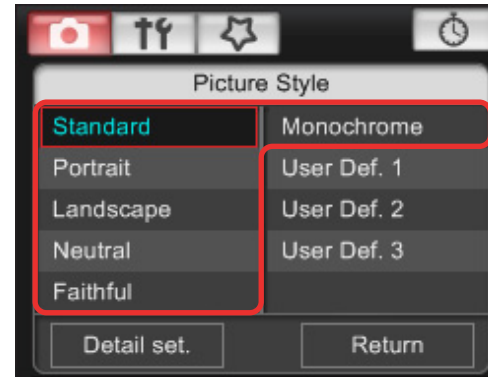 Picture Style
Standard
Monochrome
Portrait
User Def. 1
Landscape
User Def. 2
Neutral
User Def. 3
Faithful
Detail set.
Return